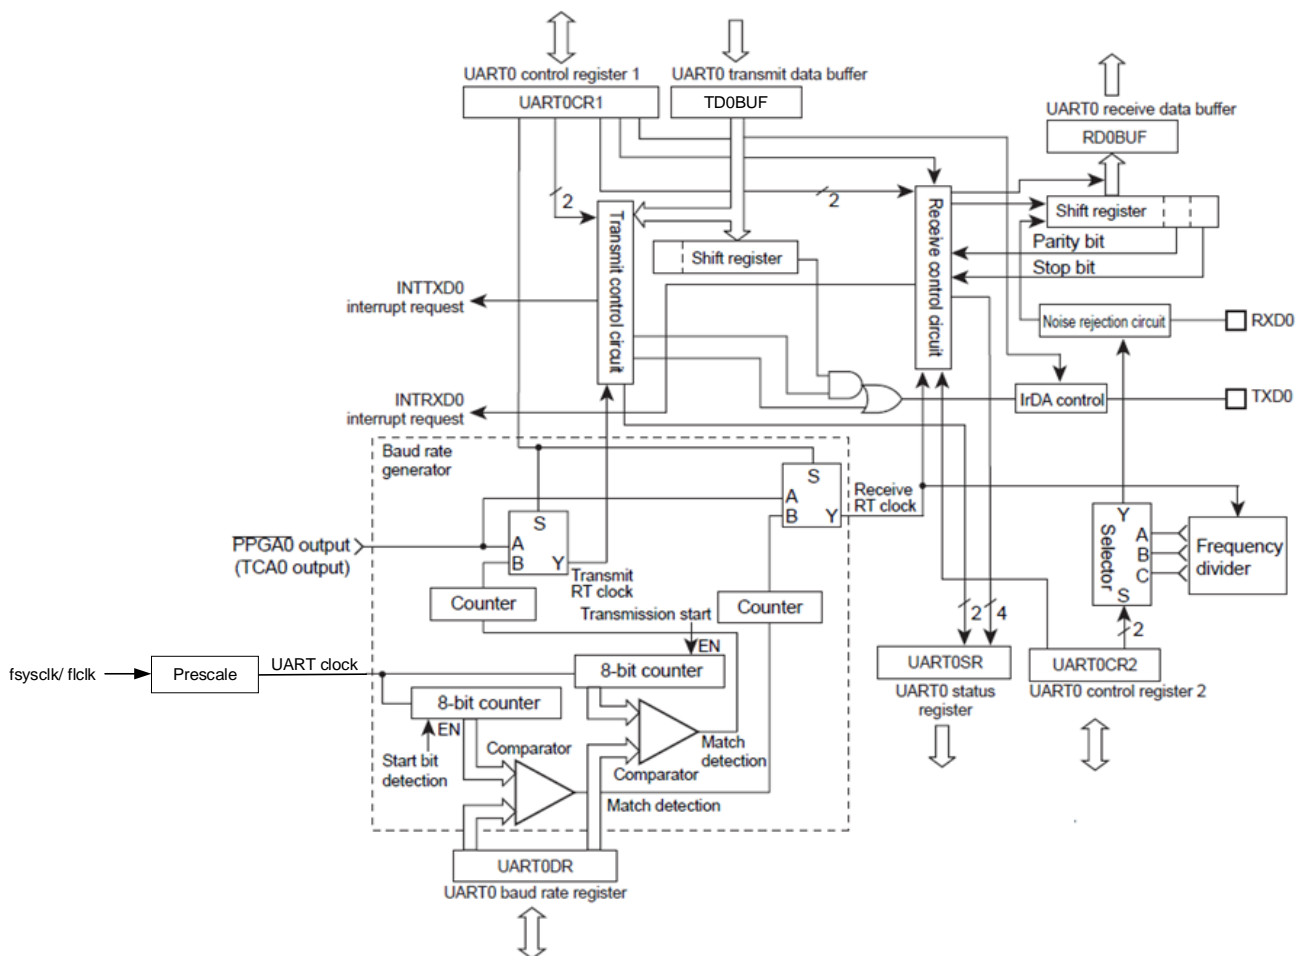 UART0 control register 1
UART0CR1
UART0 transmit data buffer
TD0BUF
UART0 receive data buffer
RD0BUF
2
2
Transmit control circuit
Receive control circuit
Shift register
Shift register
Parity bit
Stop bit
INTTXD0
interrupt request
Noise rejection circuit
RXD0
INTRXD0
interrupt request
IrDA control
TXD0
Baud rate
generator
S
A
B
Y
Receive
RT clock
S
A
B
Y
Transmit
RT clock
PPGA0 output
(TCA0 output)
Selector
Y
A
B
C
S
Frequency
divider
Counter
Counter
Transmission start
EN
2
4
2
fsysclk/ flclk
Prescale
UART clock
8-bit counter
8-bit counter
EN
Start bit
detection
Comparator
Comparator
Match
detection
Match detection
UART0SR
UART0 status
register
UART0CR2
UART0 control register 2
UART0DR
UART0 baud rate register